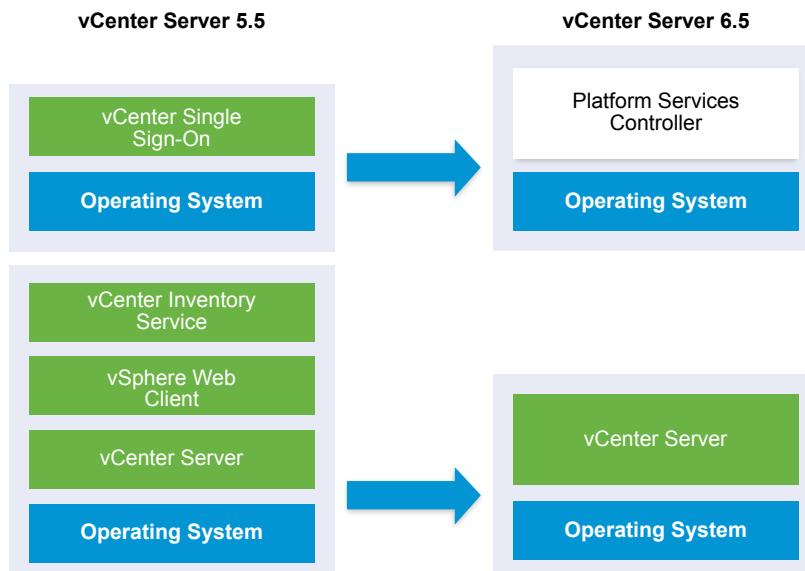 vCenter Server 5.5
vCenter Server 6.5
vCenter Single
Sign-On
Operating System
Platform Services
Controller
Operating System
vCenter Inventory
Service
vSphere Web
Client
vCenter Server
Operating System
vCenter Server
Operating System